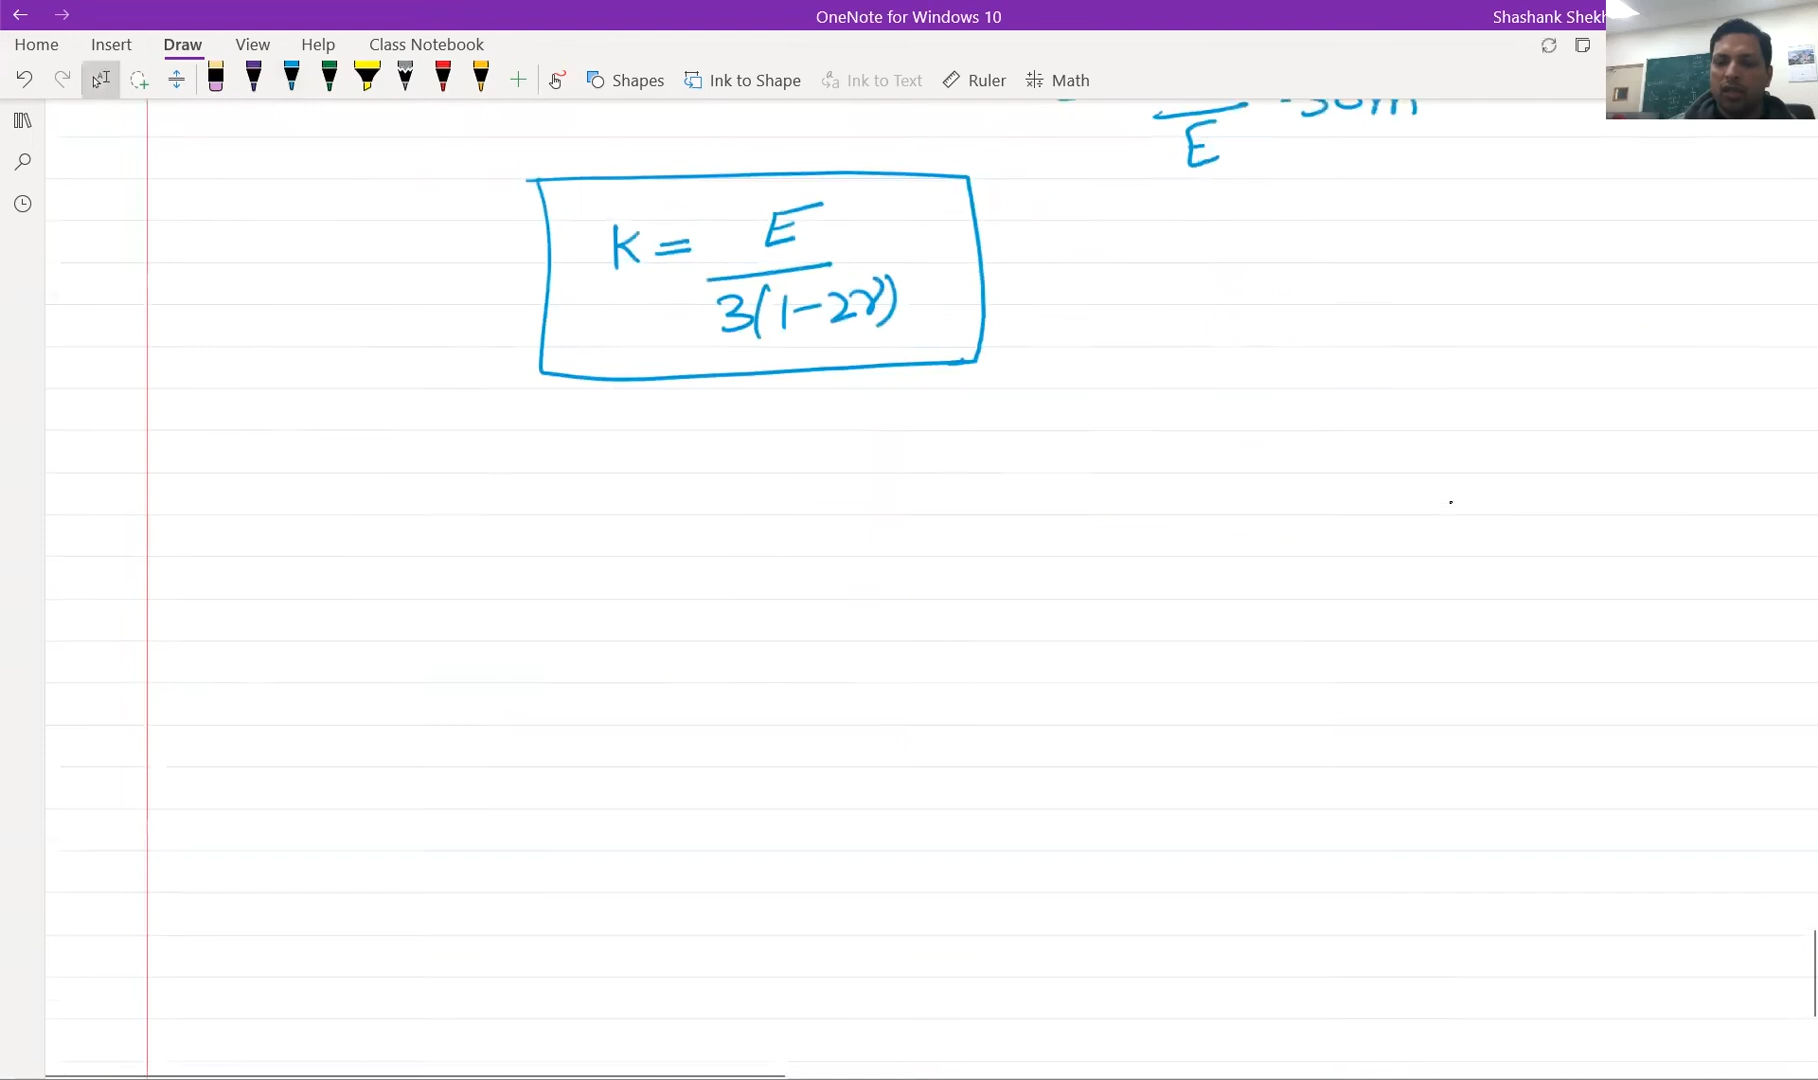 OneNote for Windows 10
Shashank Shekh
Home Insert Draw View Help Class Notebook
Shapes Ink to Shape Ink to Text Ruler Math
E
K = E
3(1-2ν)